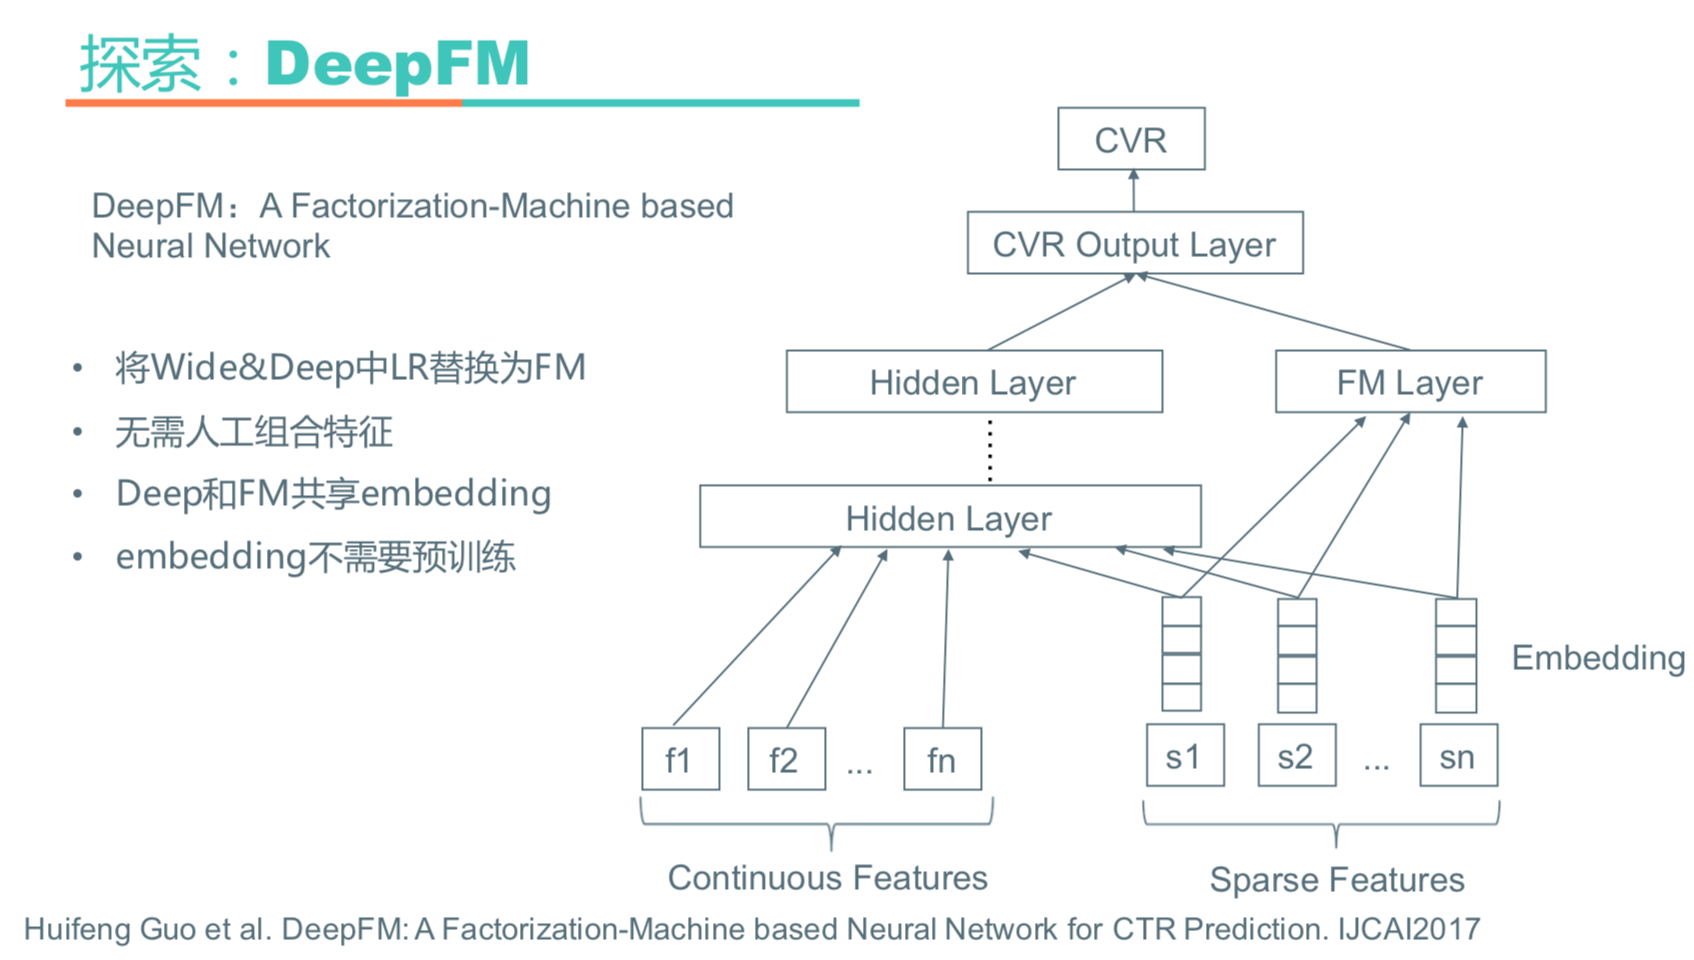 探索：DeepFM
DeepFM：A Factorization-Machine based
Neural Network
• 将Wide&Deep中LR替换为FM
• 无需人工组合特征
• Deep和FM共享embedding
• embedding不需要预训练
CVR
CVR Output Layer
Hidden Layer
FM Layer
Hidden Layer
Embedding
f1 f2 ... fn
s1 s2 ... sn
Continuous Features
Sparse Features
Huifeng Guo et al. DeepFM: A Factorization-Machine based Neural Network for CTR Prediction. IJCAI2017